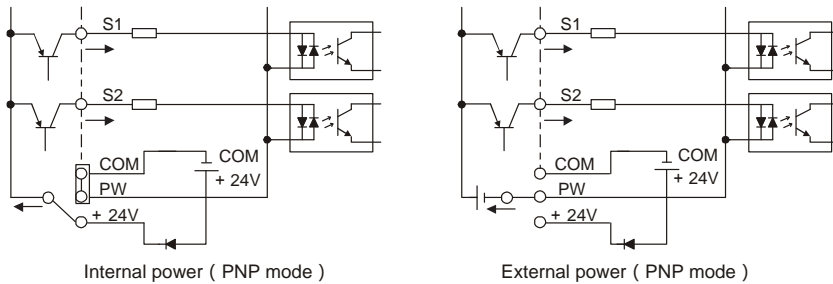 S1
S2
COM
COM
+ 24V
PW
+ 24V
Internal power ( PNP mode )
S1
S2
COM
COM
+ 24V
PW
+ 24V
External power ( PNP mode )